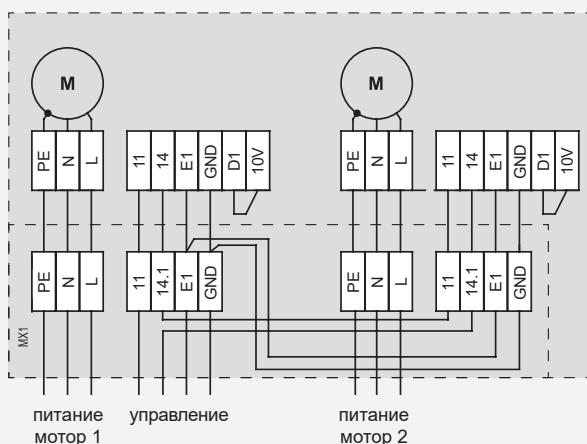 M M
PE N L 11 14 E1 GND D1 10V PE N L 11 14 E1 GND D1 10V
PE N L 11 14.1 E1 GND PE N L 11 14.1 E1 GND
MX1
питание управление питание
мотор 1 мотор 2